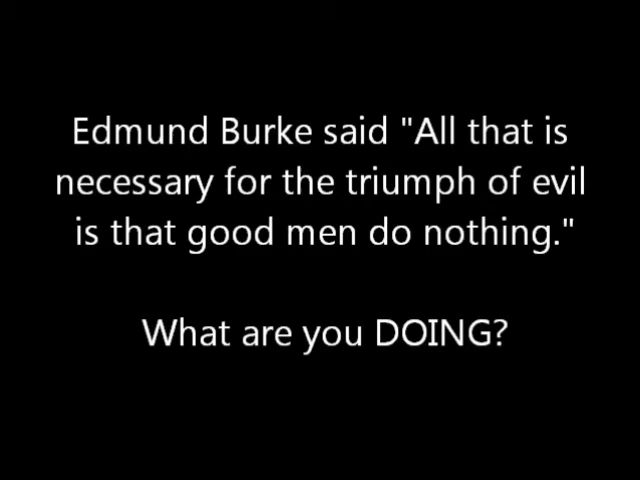 Edmund Burke said "All that is
necessary for the triumph of evil
is that good men do nothing."
What are you DOING?